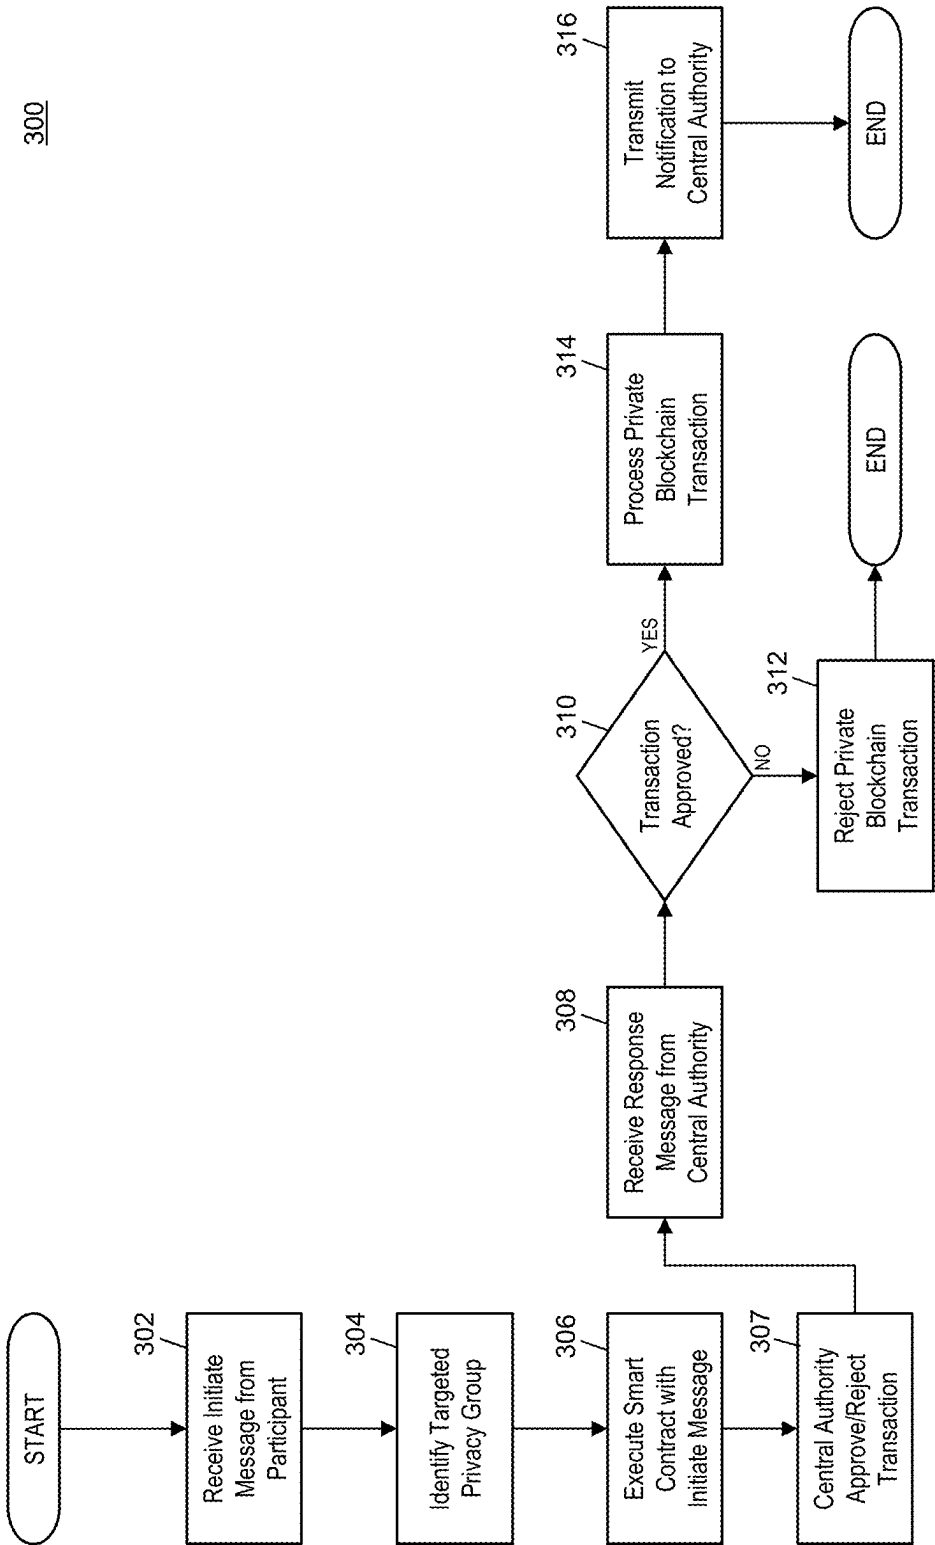 300
START
302
Receive Initiate
Message from
Participant
304
Identify Targeted
Privacy Group
306
Execute Smart
Contract with
Initiate Message
307
Central Authority
Approve/Reject
Transaction
308
Receive Response
Message from
Central Authority
310
Transaction
Approved?
YES
NO
312
Reject Private
Blockchain
Transaction
END
314
Process Private
Blockchain
Transaction
316
Transmit
Notification to
Central Authority
END